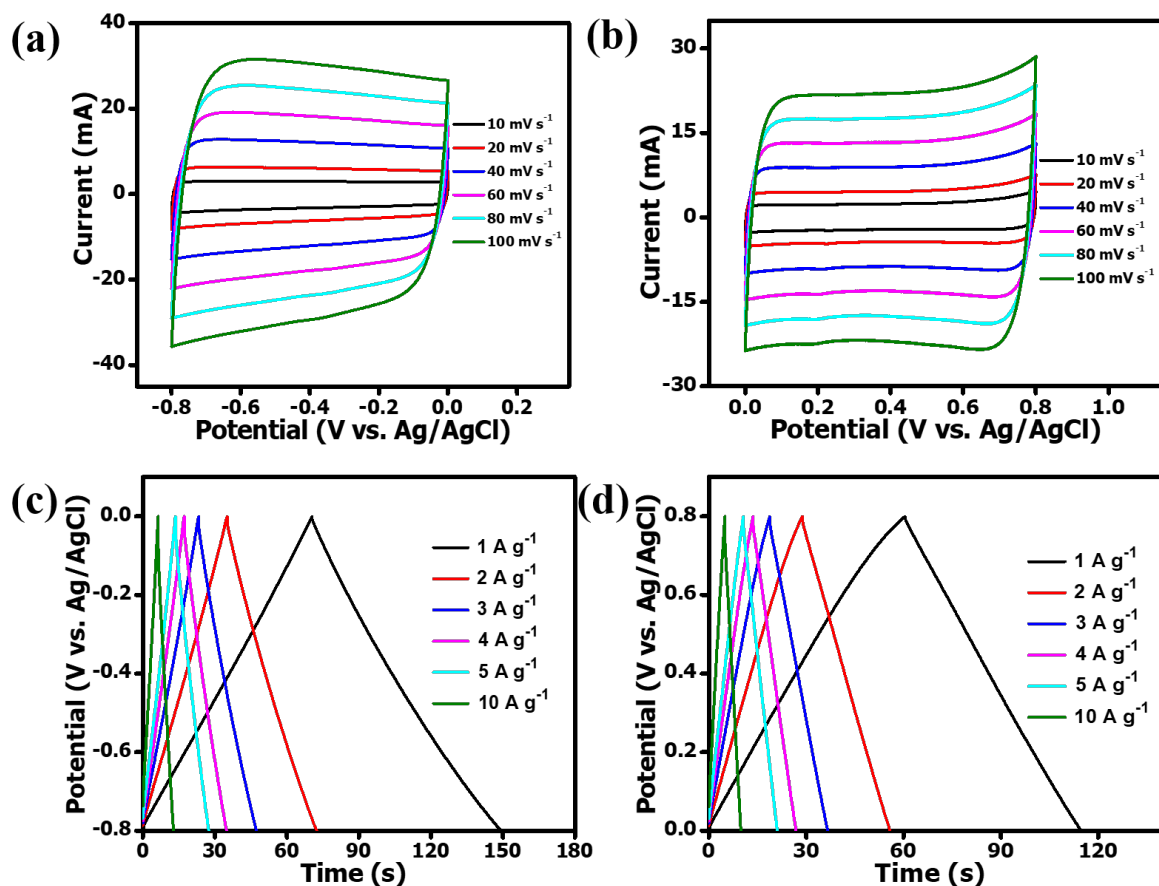 (a)
Current (mA)
40
20
0
-20
-40
10 mV s⁻¹
20 mV s⁻¹
40 mV s⁻¹
60 mV s⁻¹
80 mV s⁻¹
100 mV s⁻¹
-0.8 -0.6 -0.4 -0.2 0.0 0.2
Potential (V vs. Ag/AgCl)
(b)
Current (mA)
35
15
0
-15
-30
10 mV s⁻¹
20 mV s⁻¹
40 mV s⁻¹
60 mV s⁻¹
80 mV s⁻¹
100 mV s⁻¹
0.0 0.2 0.4 0.6 0.8 1.0
Potential (V vs. Ag/AgCl)
(c)
Potential (V vs. Ag/AgCl)
0.0
-0.2
-0.4
-0.6
-0.8
1 A g⁻¹
2 A g⁻¹
3 A g⁻¹
4 A g⁻¹
5 A g⁻¹
10 A g⁻¹
0 30 60 90 120 150 180
Time (s)
(d)
Potential (V vs. Ag/AgCl)
0.8
0.6
0.4
0.2
0.0
1 A g⁻¹
2 A g⁻¹
3 A g⁻¹
4 A g⁻¹
5 A g⁻¹
10 A g⁻¹
0 30 60 90 120
Time (s)